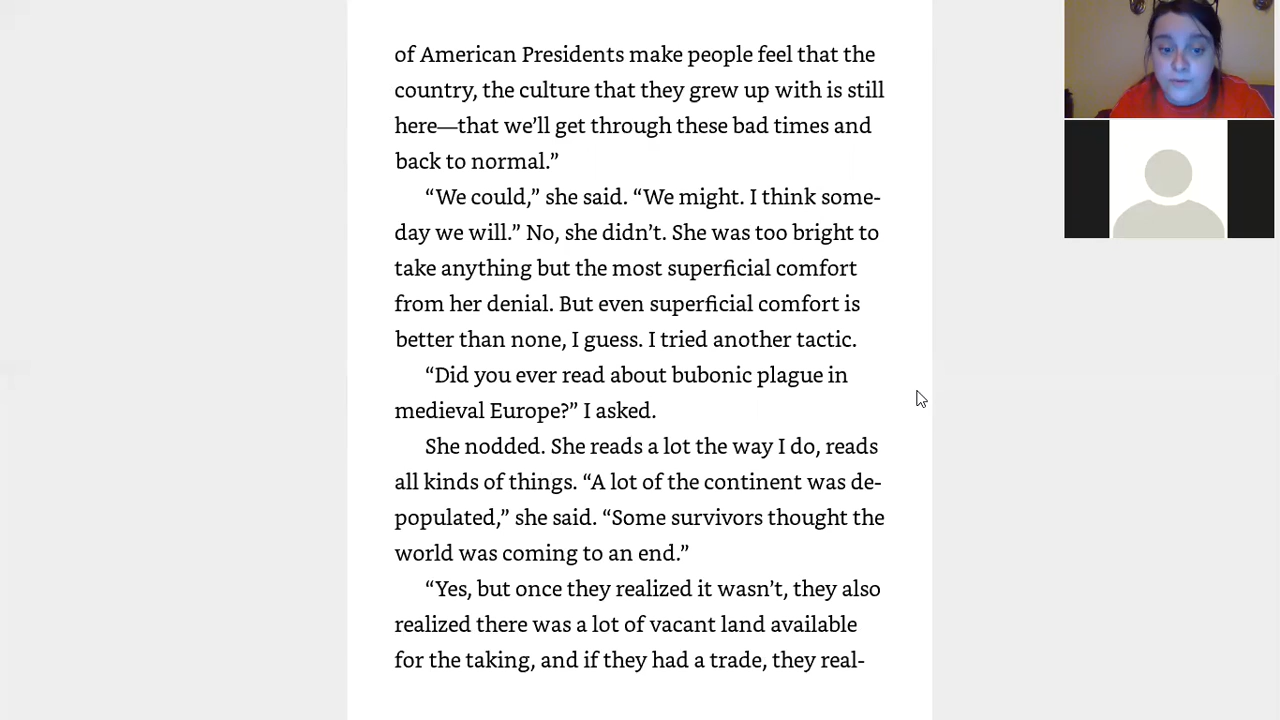 of American Presidents make people feel that the
country, the culture that they grew up with is still
here—that we’ll get through these bad times and
back to normal.”
“We could,” she said. “We might. I think some-
day we will.” No, she didn’t. She was too bright to
take anything but the most superficial comfort
from her denial. But even superficial comfort is
better than none, I guess. I tried another tactic.
“Did you ever read about bubonic plague in
medieval Europe?” I asked.
She nodded. She reads a lot the way I do, reads
all kinds of things. “A lot of the continent was de-
populated,” she said. “Some survivors thought the
world was coming to an end.”
“Yes, but once they realized it wasn’t, they also
realized there was a lot of vacant land available
for the taking, and if they had a trade, they real-